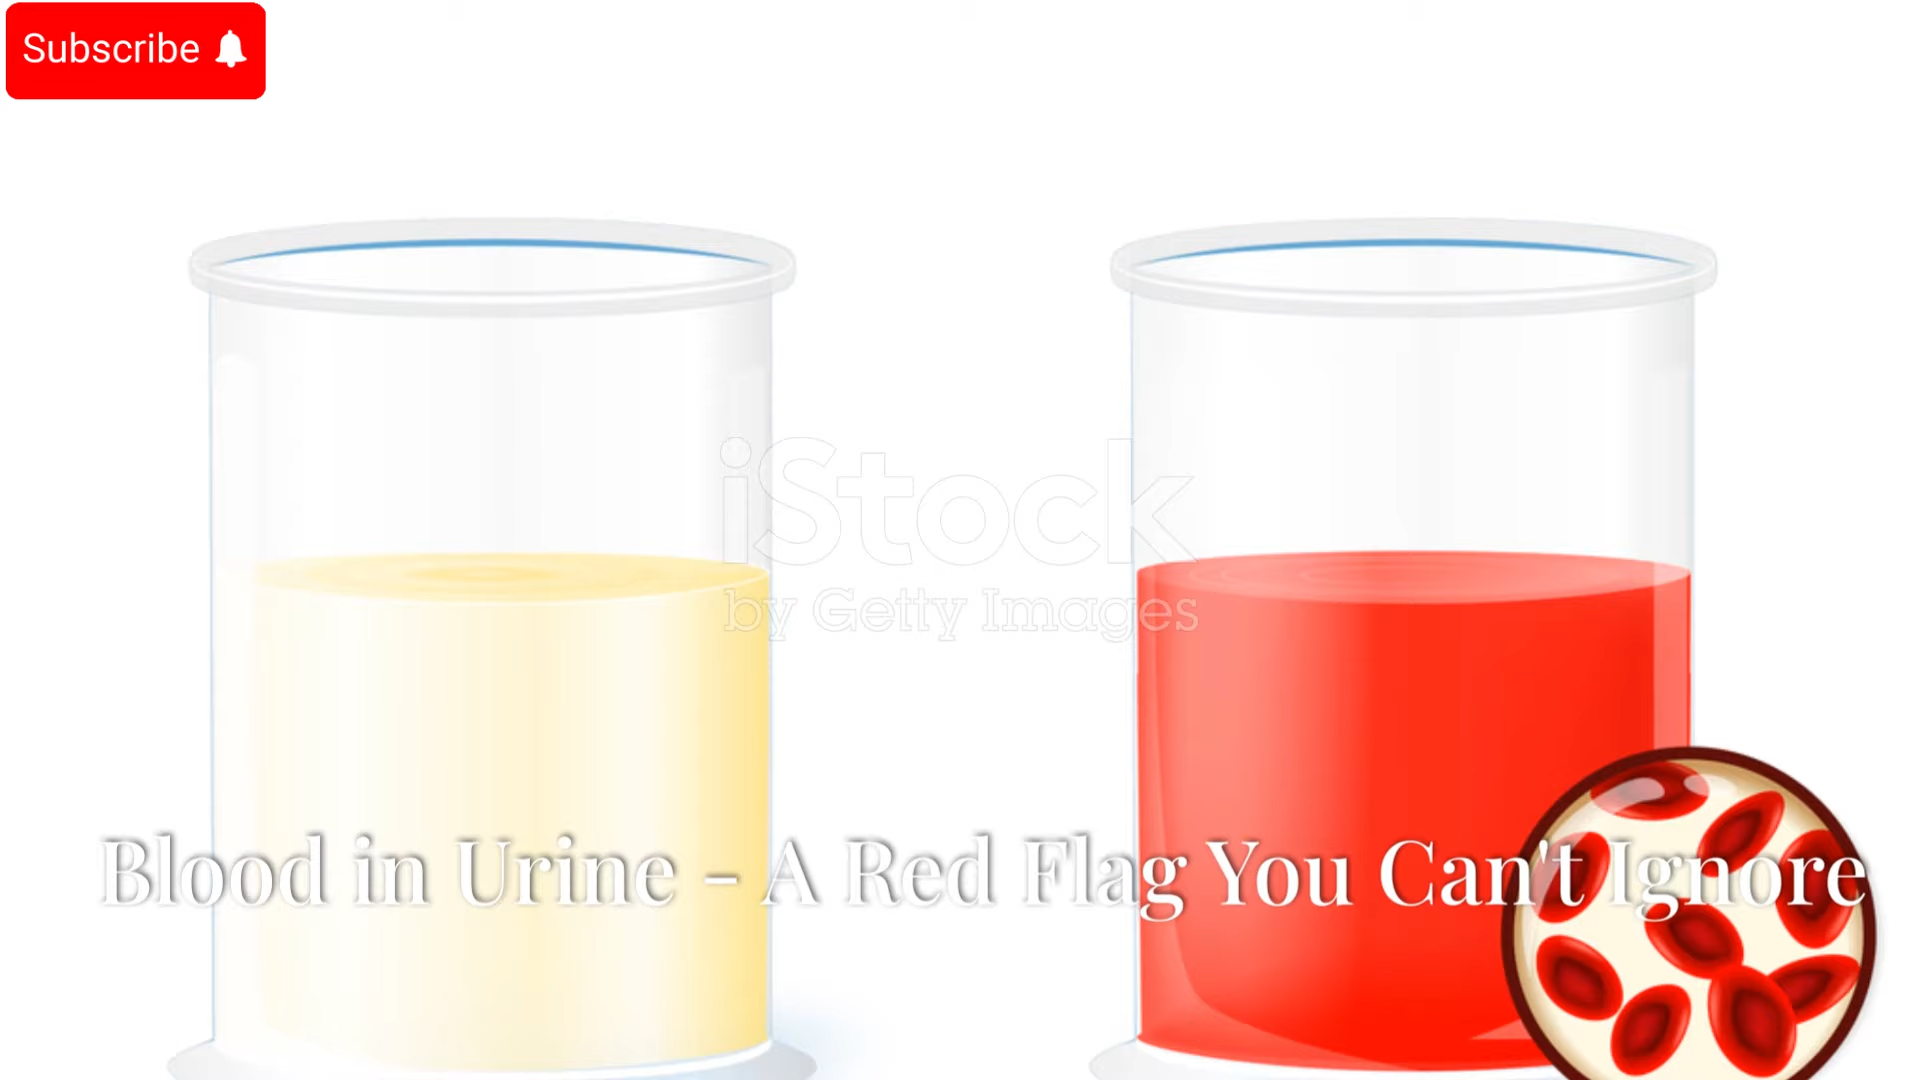 Subscribe
iStock
by Getty Images
Blood in Urine - A Red Flag You Can't Ignore